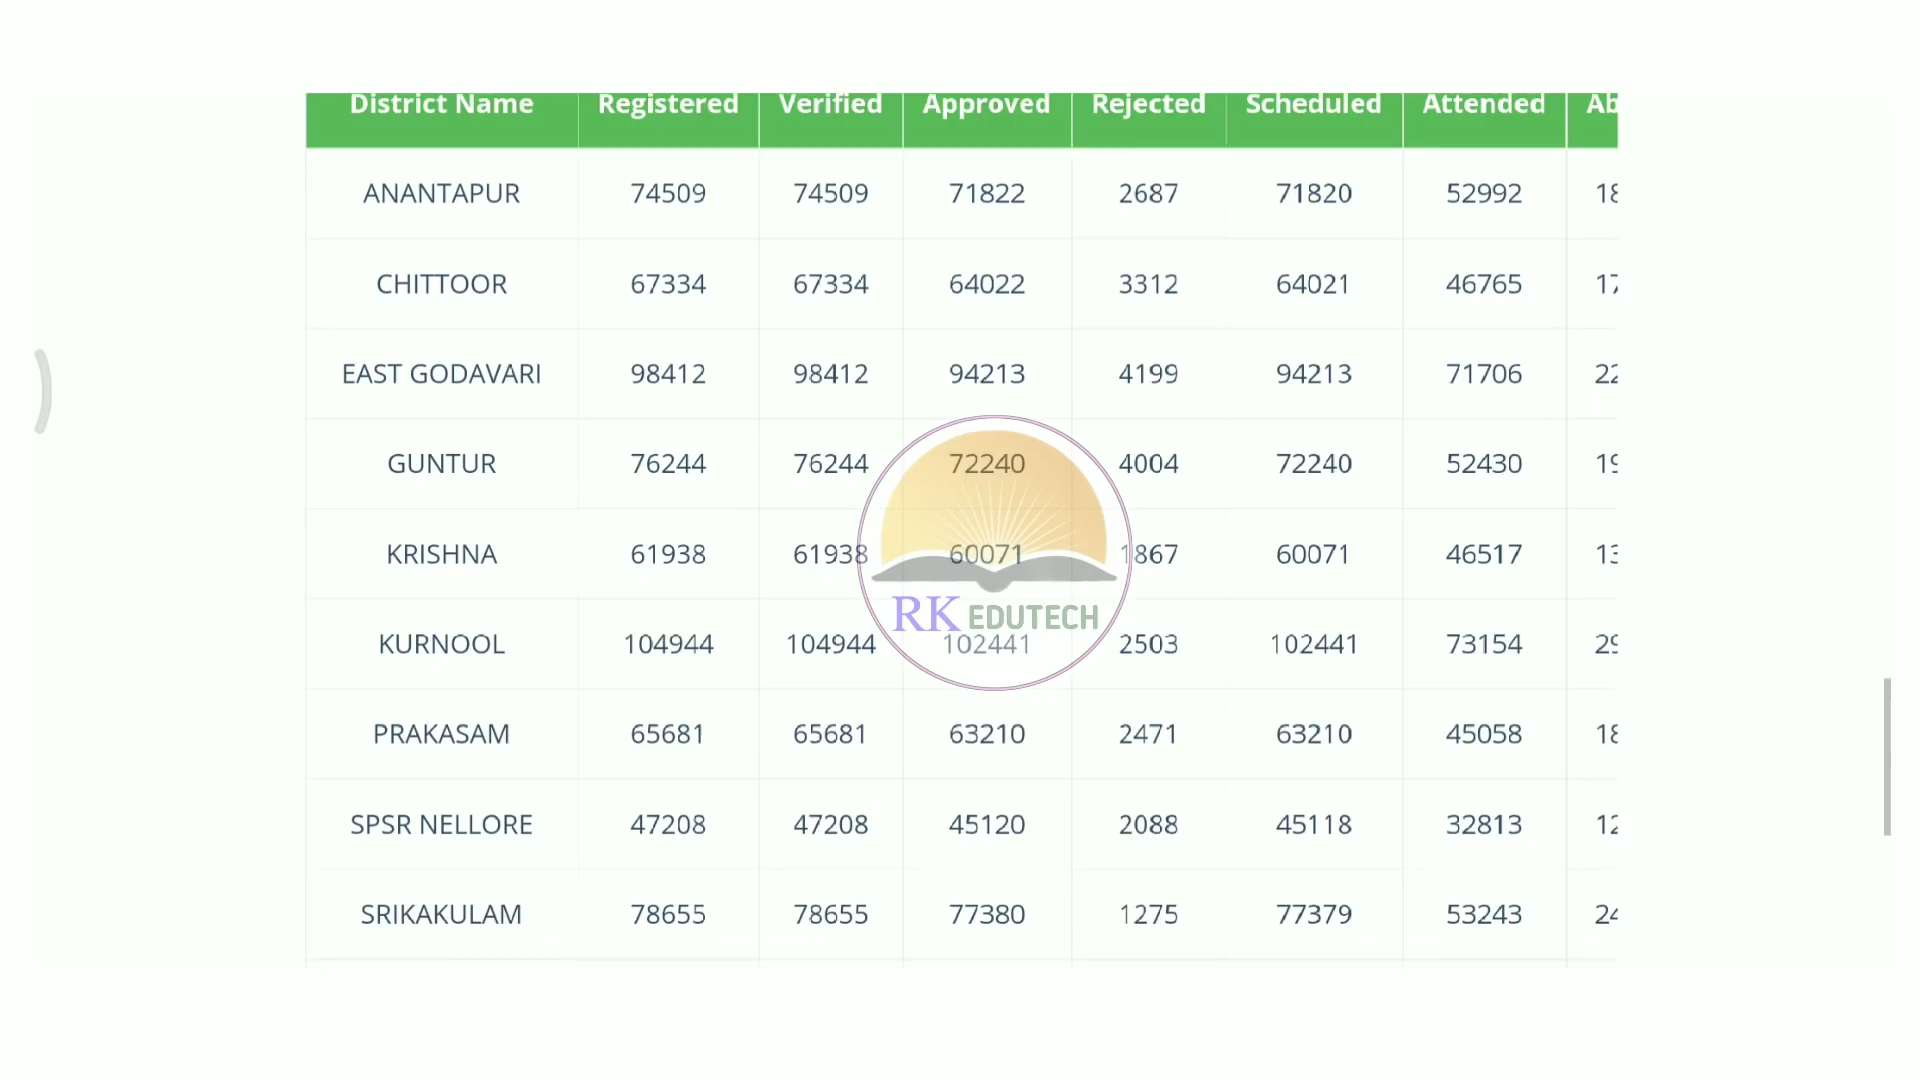 District Name Registered Verified Approved Rejected Scheduled Attended
ANANTAPUR 74509 74509 71822 2687 71820 52992
CHITTOOR 67334 67334 64022 3312 64021 46765
EAST GODAVARI 98412 98412 94213 4199 94213 71706
GUNTUR 76244 76244 72240 4004 72240 52430
KRISHNA 61938 61938 60071 1867 60071 46517
RK EDUTECH
KURNOOL 104944 104944 102441 2503 102441 73154
PRAKASAM 65681 65681 63210 2471 63210 45058
SPSR NELLORE 47208 47208 45120 2088 45118 32813
SRIKAKULAM 78655 78655 77380 1275 77379 53243